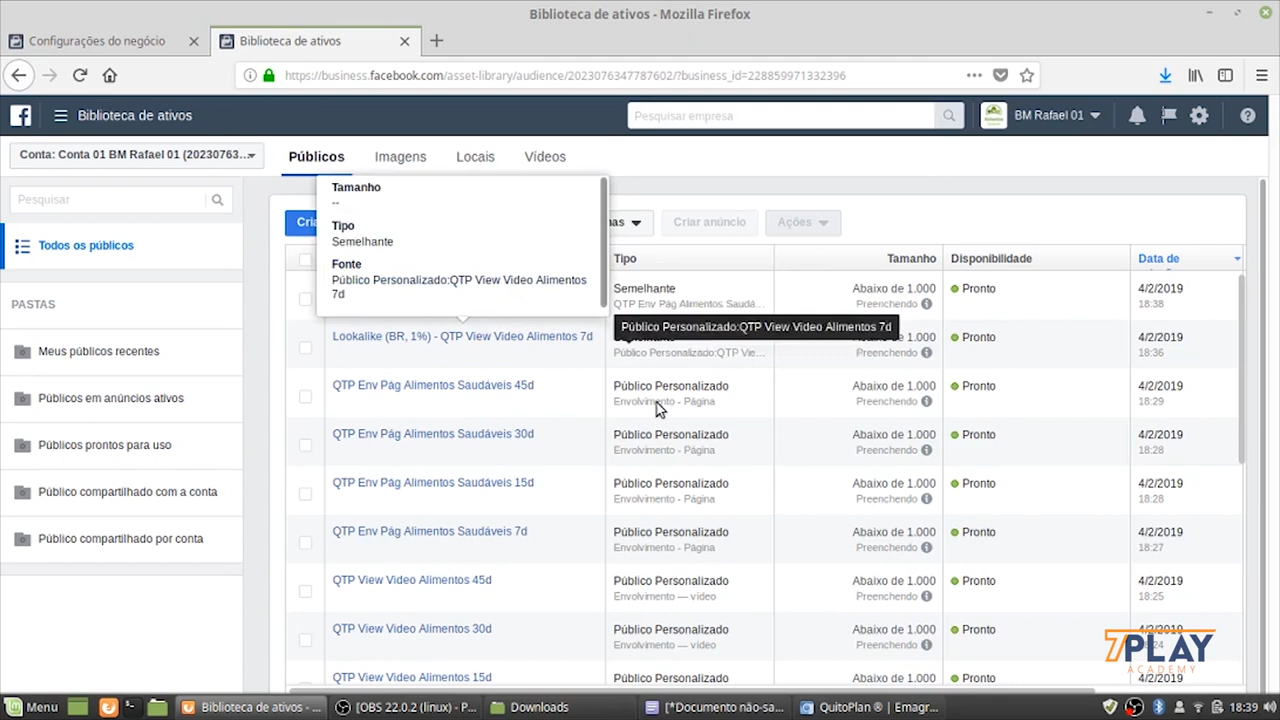 Biblioteca de ativos - Mozilla Firefox
Configurações do negócio
Biblioteca de ativos
https://business.facebook.com/asset-library/audience/2023076347787602/?business_id=228859971332396
Biblioteca de ativos
Pesquisar empresa
BM Rafael 01
Conta: Conta 01 BM Rafael 01 (20230763...
Públicos
Imagens
Locais
Vídeos
Pesquisar
Todos os públicos
PASTAS
Meus públicos recentes
Públicos em anúncios ativos
Públicos prontos para uso
Público compartilhado com a conta
Público compartilhado por conta
Tamanho
--
Tipo
Semelhante
Fonte
Público Personalizado:QTP View Video Alimentos
7d
Criar anúncio
Ações
Tipo
Tamanho
Disponibilidade
Data de
Semelhante
QTP Env Pág Alimentos Saudá...
Abaixo de 1.000
Preenchendo
Pronto
4/2/2019
18:38
Público Personalizado:QTP View Video Alimentos 7d
Lookalike (BR, 1%) - QTP View Video Alimentos 7d
Público Personalizado:QTP Vie...
1.000
Preenchendo
Pronto
4/2/2019
18:36
QTP Env Pág Alimentos Saudáveis 45d
Público Personalizado
Envolvimento - Página
Abaixo de 1.000
Preenchendo
Pronto
4/2/2019
18:29
QTP Env Pág Alimentos Saudáveis 30d
Público Personalizado
Envolvimento - Página
Abaixo de 1.000
Preenchendo
Pronto
4/2/2019
18:28
QTP Env Pág Alimentos Saudáveis 15d
Público Personalizado
Envolvimento - Página
Abaixo de 1.000
Preenchendo
Pronto
4/2/2019
18:28
QTP Env Pág Alimentos Saudáveis 7d
Público Personalizado
Envolvimento - Página
Abaixo de 1.000
Preenchendo
Pronto
4/2/2019
18:27
QTP View Video Alimentos 45d
Público Personalizado
Envolvimento — vídeo
Abaixo de 1.000
Preenchendo
Pronto
4/2/2019
18:25
QTP View Video Alimentos 30d
Público Personalizado
Envolvimento — vídeo
Abaixo de 1.000
Preenchendo
Pronto
4/2/2019
QTP View Video Alimentos 15d
Público Personalizado
Abaixo de 1.000
Pronto
4/2/2019
7PLAY
ACADEMY
Menu
Biblioteca de ativos - ...
[OBS 22.0.2 (linux) - P...
Downloads
[*Documento não-sa...
QuitoPlan ® | Emagr...
18:39